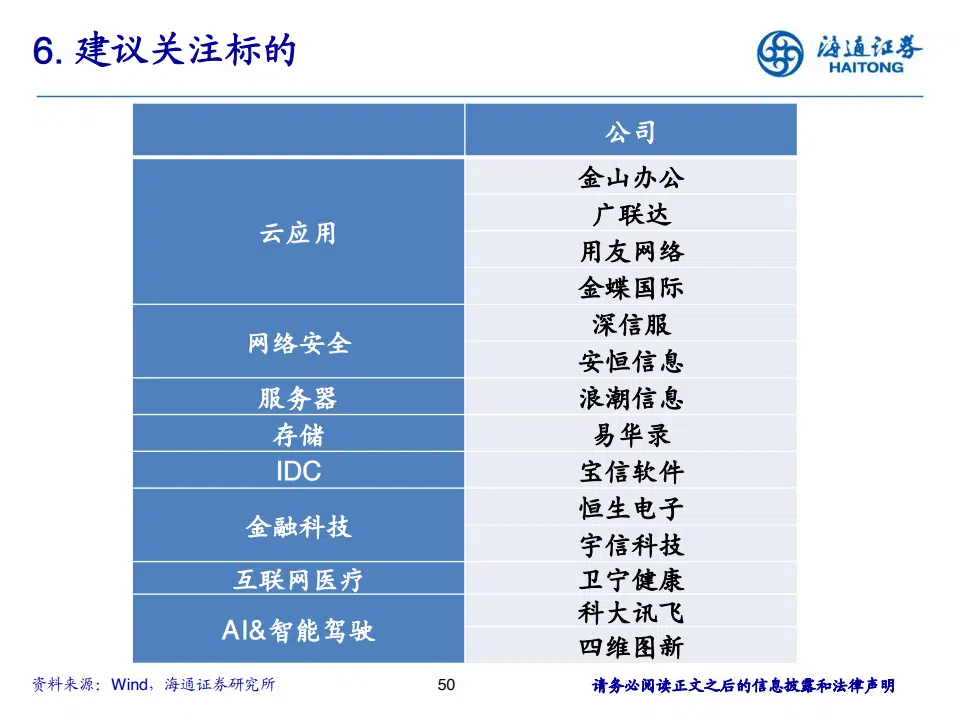 6. 建议关注标的
海通证券
HAITONG
公司
云应用
金山办公
广联达
用友网络
金蝶国际
网络安全
深信服
安恒信息
服务器
浪潮信息
存储
易华录
IDC
宝信软件
金融科技
恒生电子
宇信科技
互联网医疗
卫宁健康
AI&智能驾驶
科大讯飞
四维图新
资料来源：Wind，海通证券研究所
50
请务必阅读正文之后的信息披露和法律声明